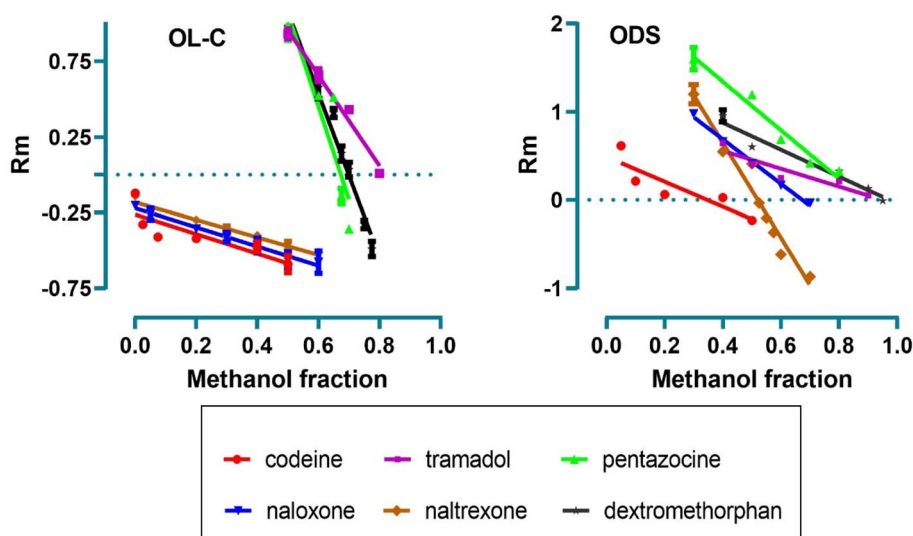 OL-C
ODS
Rm
0.75
0.25
-0.25
-0.75
0.0 0.2 0.4 0.6 0.8 1.0
Methanol fraction
Rm
2
1
0
-1
0.0 0.2 0.4 0.6 0.8 1.0
Methanol fraction
codeine tramadol pentazocine
naloxone naltrexone dextromethorphan